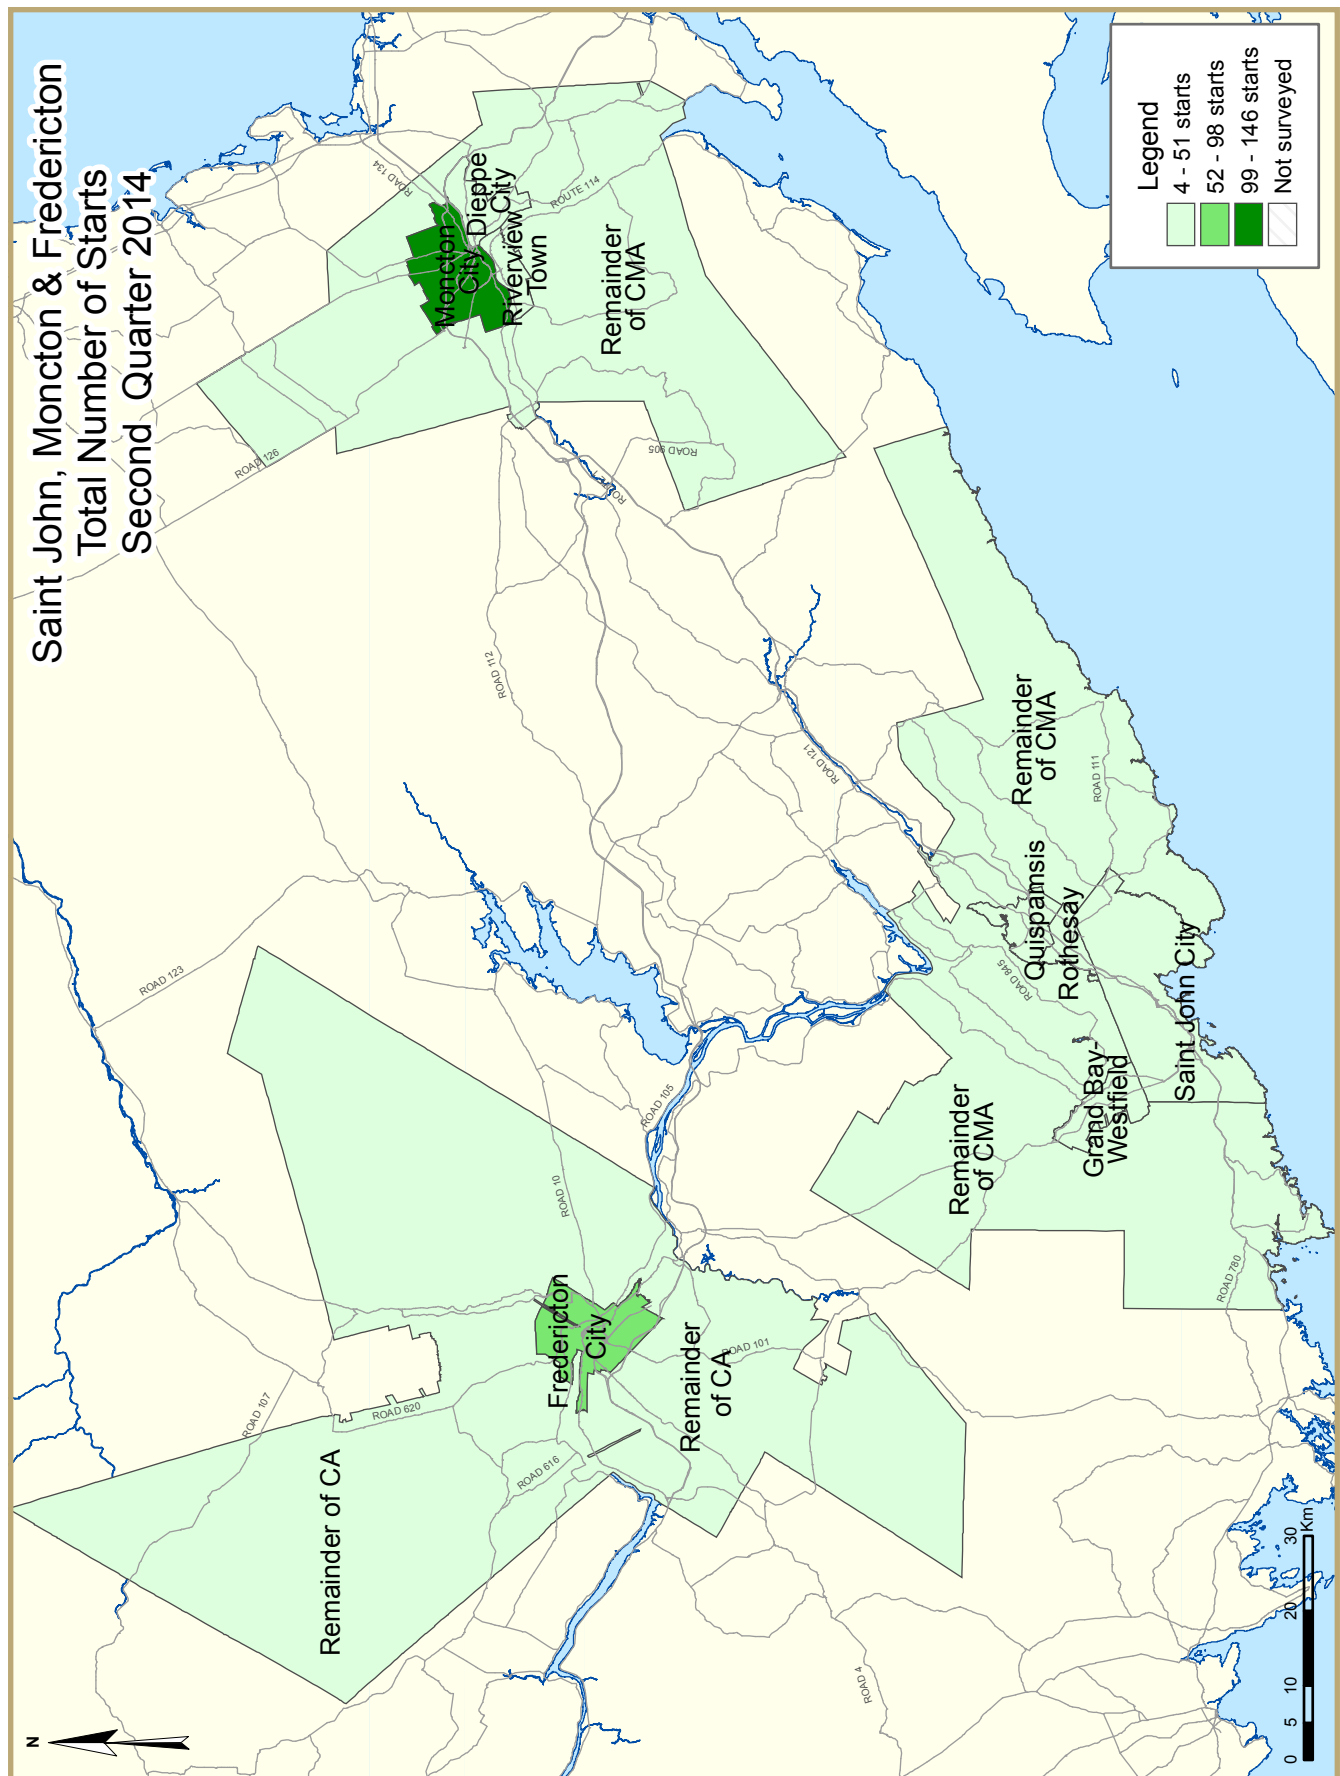 Saint John, Moncton & Fredericton
Total Number of Starts
Second Quarter 2014
N
Legend
4 - 51 starts
52 - 98 starts
99 - 146 starts
Not surveyed
ROAD 134
Moncton
City
Dieppe
City
Riverview
Town
ROUTE 114
Remainder
of CMA
ROAD 126
ROAD 905
ROAD 112
ROAD 123
ROAD 121
Remainder
of CMA
ROAD 111
Quispamsis
Rothesay
ROAD 845
Saint John City
Grand Bay-
Westfield
Remainder
of CMA
ROAD 780
ROAD 105
ROAD 10
Fredericton
City
ROAD 101
Remainder
of CA
ROAD 107
ROAD 620
ROAD 616
Remainder of CA
ROAD 4
0 5 10 20 30
Km